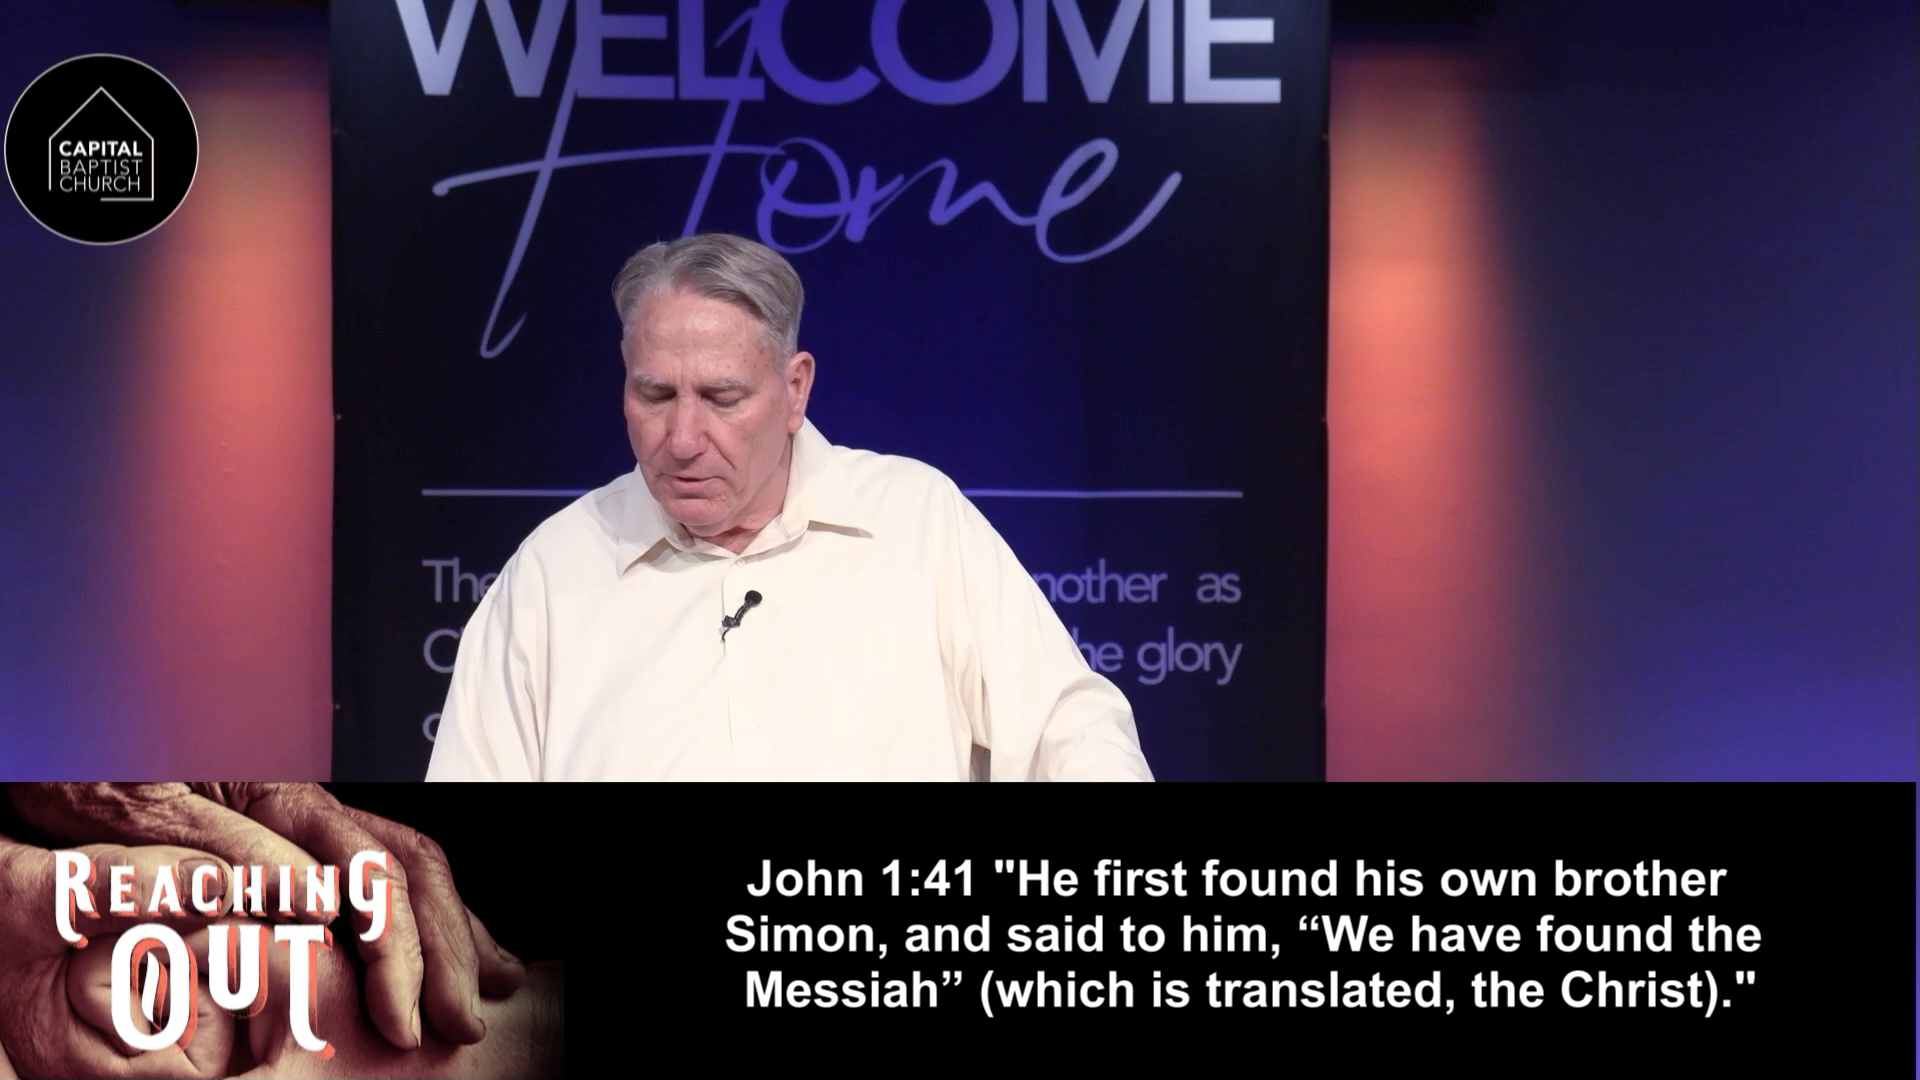 WELCOME
Home
CAPITAL
BAPTIST
CHURCH
nother as
he glory
REACHING
OUT
John 1:41 "He first found his own brother
Simon, and said to him, “We have found the
Messiah” (which is translated, the Christ)."